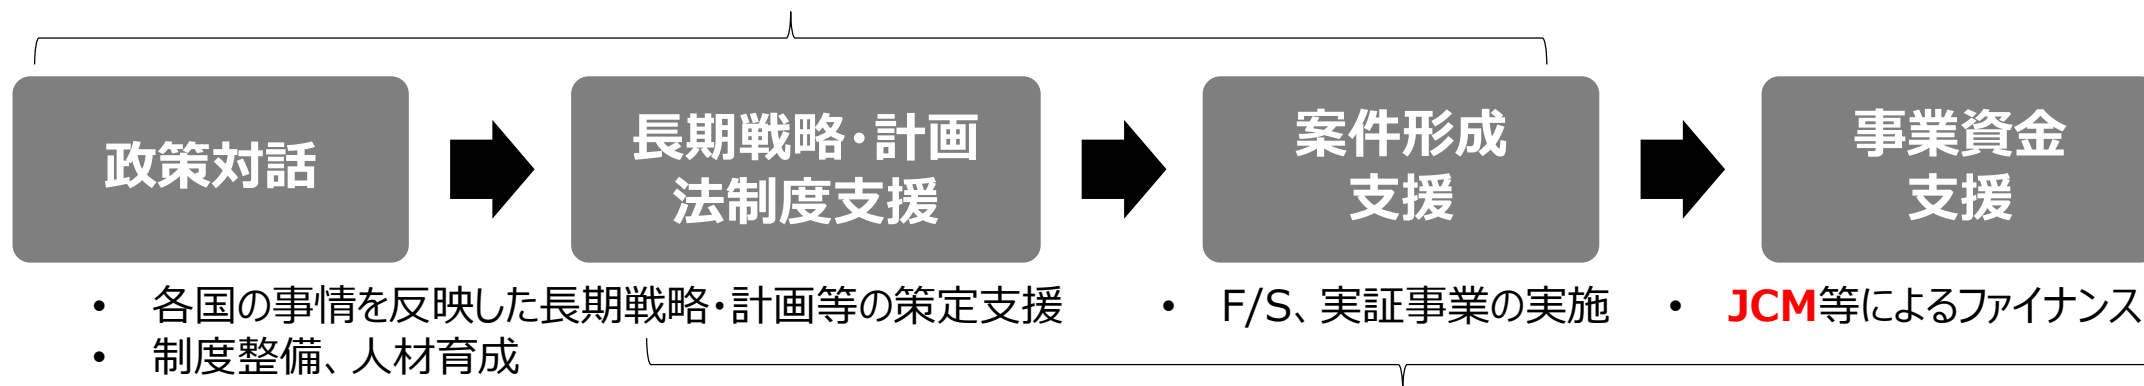 政策対話
長期戦略・計画
法制度支援
案件形成
支援
事業資金
支援
• 各国の事情を反映した長期戦略・計画等の策定支援
• 制度整備、人材育成
• F/S、実証事業の実施
• JCM等によるファイナンス